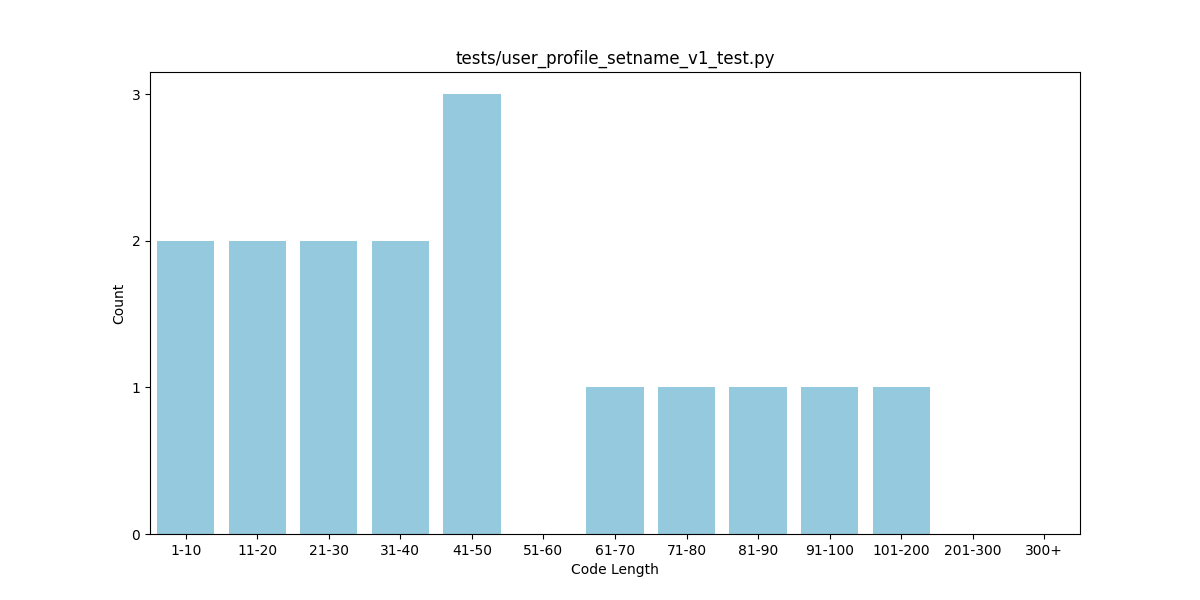 tests/user_profile_setname_v1_test.py
3
2
1
0
Count
1-10 11-20 21-30 31-40 41-50 51-60 61-70 71-80 81-90 91-100 101-200 201-300 300+
Code Length